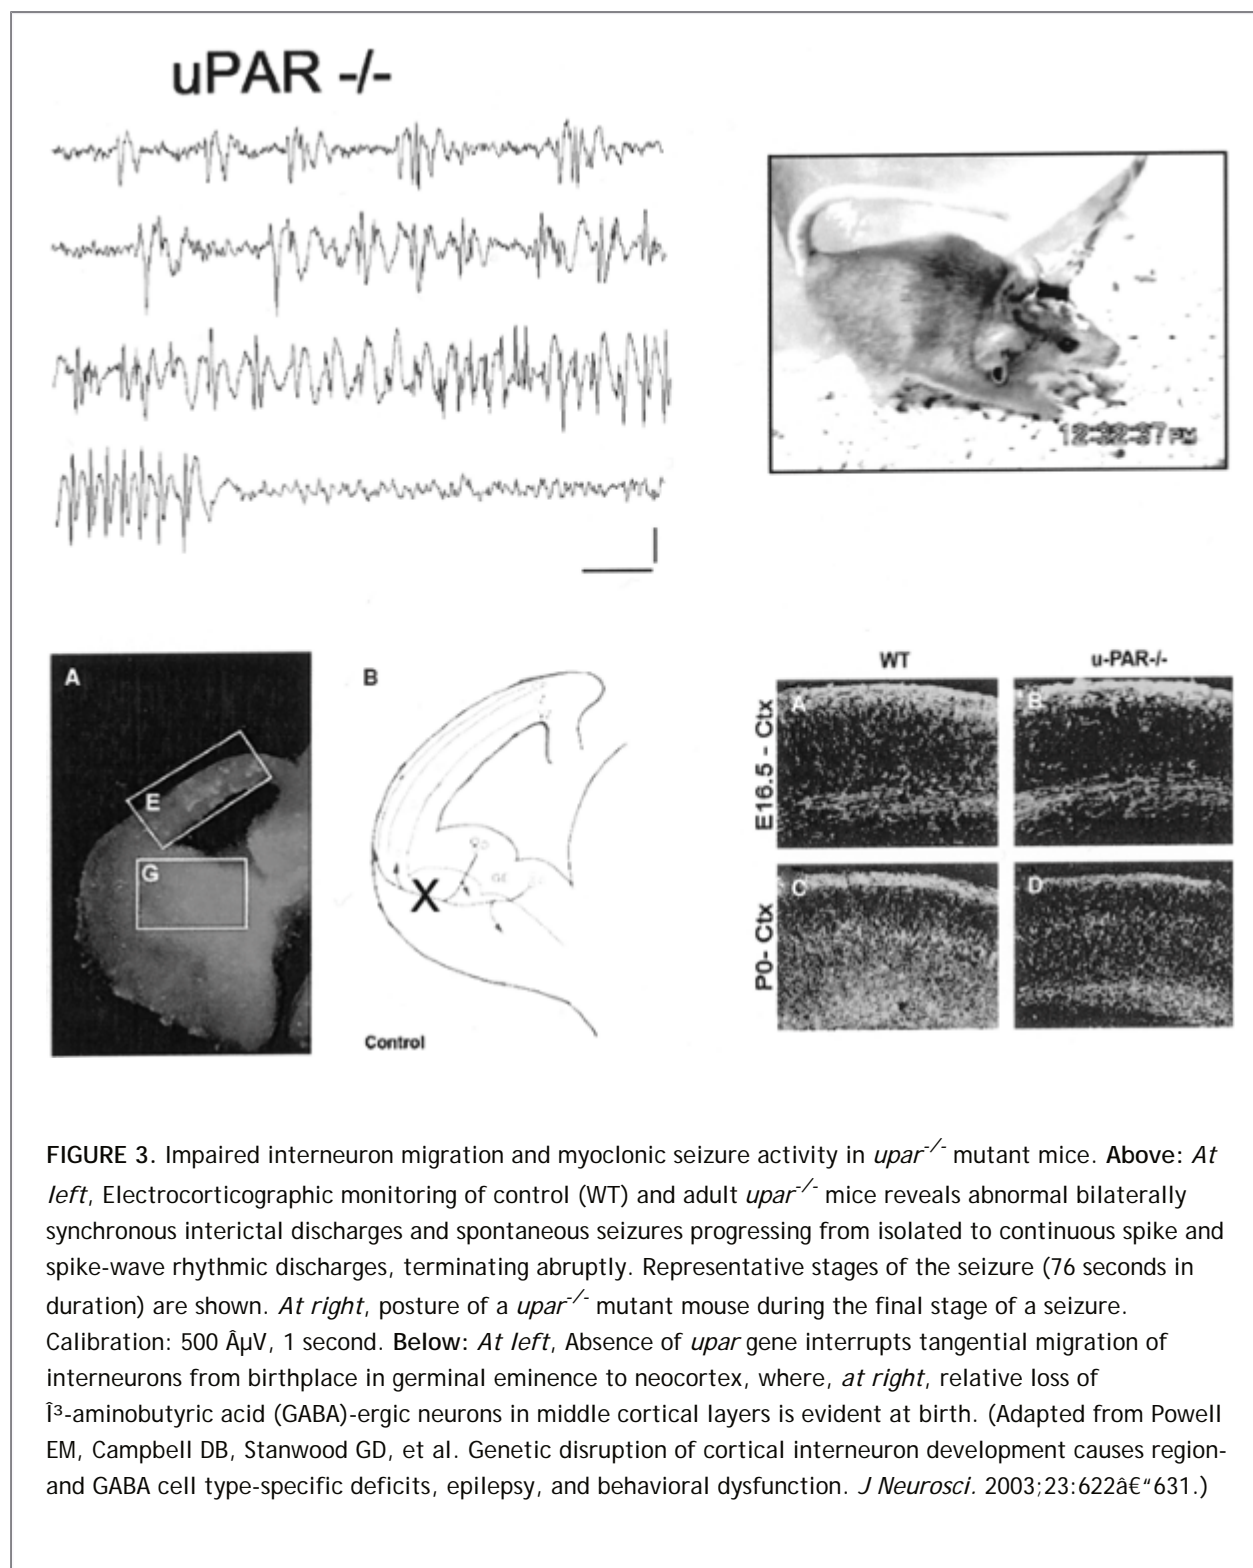 uPAR -/-
12:32:37 PM
A
E
G
B
GE
X
Control
WT
u-PAR-/-
E16.5 - Ctx
A
B
P0- Ctx
C
D
FIGURE 3. Impaired interneuron migration and myoclonic seizure activity in upar-/- mutant mice. Above: At
left, Electrocorticographic monitoring of control (WT) and adult upar-/- mice reveals abnormal bilaterally
synchronous interictal discharges and spontaneous seizures progressing from isolated to continuous spike and
spike-wave rhythmic discharges, terminating abruptly. Representative stages of the seizure (76 seconds in
duration) are shown. At right, posture of a upar-/- mutant mouse during the final stage of a seizure.
Calibration: 500 ÂµV, 1 second. Below: At left, Absence of upar gene interrupts tangential migration of
interneurons from birthplace in germinal eminence to neocortex, where, at right, relative loss of
Î³-aminobutyric acid (GABA)-ergic neurons in middle cortical layers is evident at birth. (Adapted from Powell
EM, Campbell DB, Stanwood GD, et al. Genetic disruption of cortical interneuron development causes region-
and GABA cell type-specific deficits, epilepsy, and behavioral dysfunction. J Neurosci. 2003;23:622â€“631.)